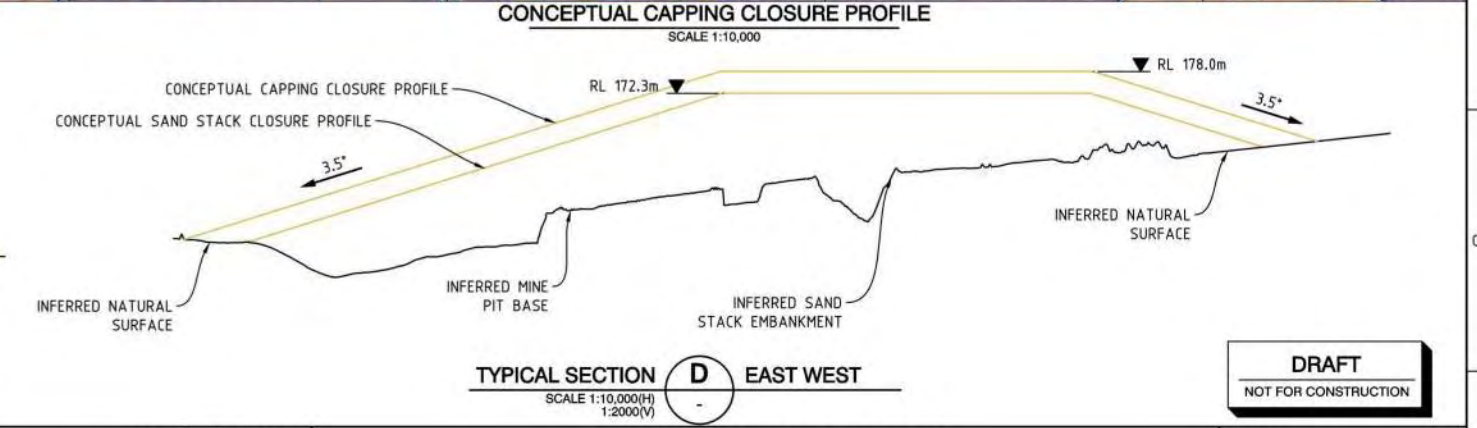 CONCEPTUAL CAPPING CLOSURE PROFILE
SCALE 1:10,000
RL 178.0m
RL 172.3m
CONCEPTUAL CAPPING CLOSURE PROFILE
3.5°
CONCEPTUAL SAND STACK CLOSURE PROFILE
3.5°
INFERRED NATURAL
SURFACE
INFERRED MINE
PIT BASE
INFERRED NATURAL
SURFACE
INFERRED SAND
STACK EMBANKMENT
TYPICAL SECTION
D
-
EAST WEST
SCALE 1:10,000(H)
1:2000(V)
DRAFT
NOT FOR CONSTRUCTION